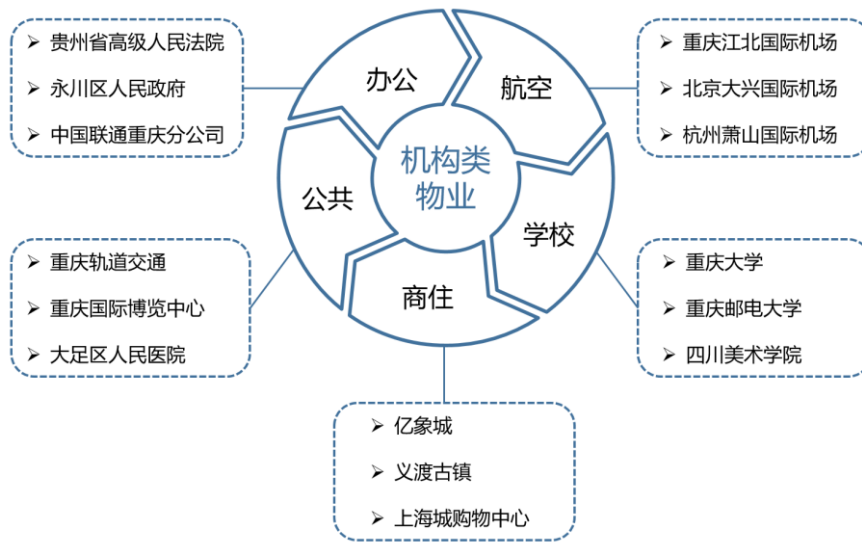 贵州省高级人民法院
永川区人民政府
中国联通重庆分公司
办公
航空
重庆江北国际机场
北京大兴国际机场
杭州萧山国际机场
机构类
物业
公共
学校
商住
重庆轨道交通
重庆国际博览中心
大足区人民医院
重庆大学
重庆邮电大学
四川美术学院
亿象城
义渡古镇
上海城购物中心